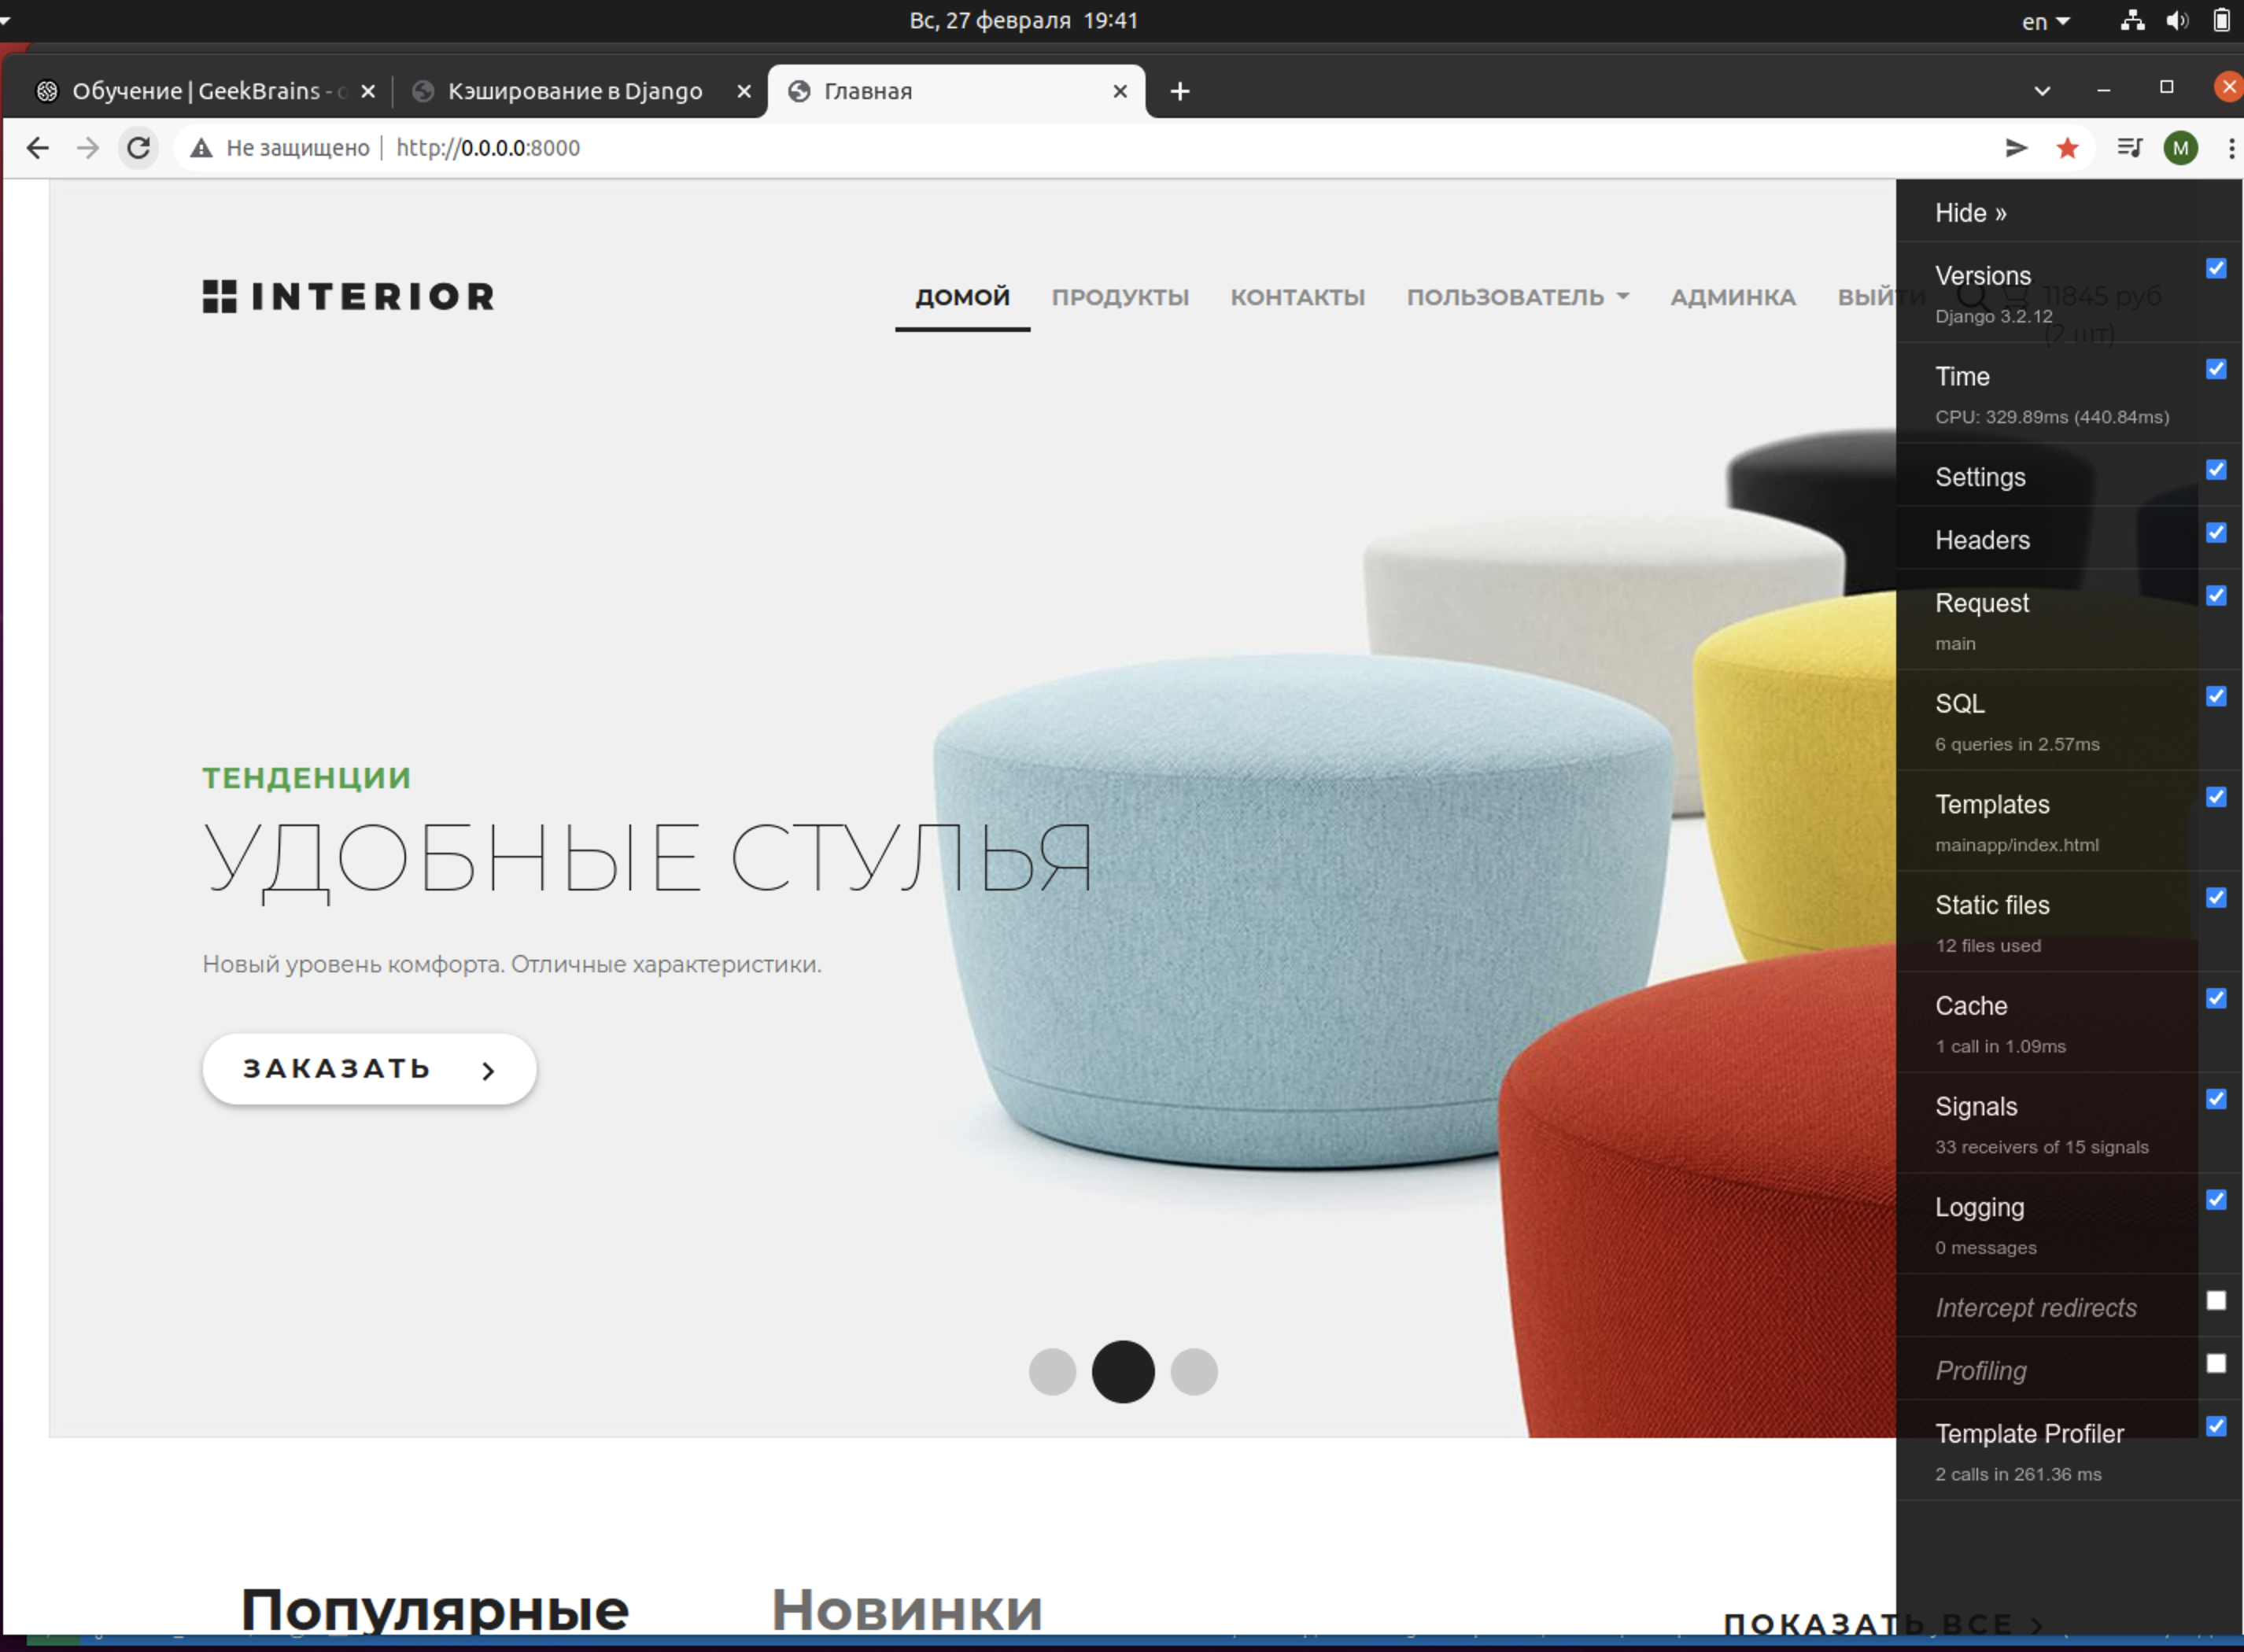 Вс, 27 февраля 19:41
en
Обучение | GeekBrains -
Кэширование в Django
Главная
Не защищено
http://0.0.0.0:8000
M
INTERIOR
ДОМОЙ
ПРОДУКТЫ
КОНТАКТЫ
ПОЛЬЗОВАТЕЛЬ
АДМИНКА
ВЫЙТИ
11845 руб
(2 шт)
ТЕНДЕНЦИИ
УДОБНЫЕ СТУЛЬЯ
Новый уровень комфорта. Отличные характеристики.
ЗАКАЗАТЬ
Популярные
Новинки
ПОКАЗАТЬ ВСЕ
Hide »
Versions
Django 3.2.12
Time
CPU: 329.89ms (440.84ms)
Settings
Headers
Request
main
SQL
6 queries in 2.57ms
Templates
mainapp/index.html
Static files
12 files used
Cache
1 call in 1.09ms
Signals
33 receivers of 15 signals
Logging
0 messages
Intercept redirects
Profiling
Template Profiler
2 calls in 261.36 ms